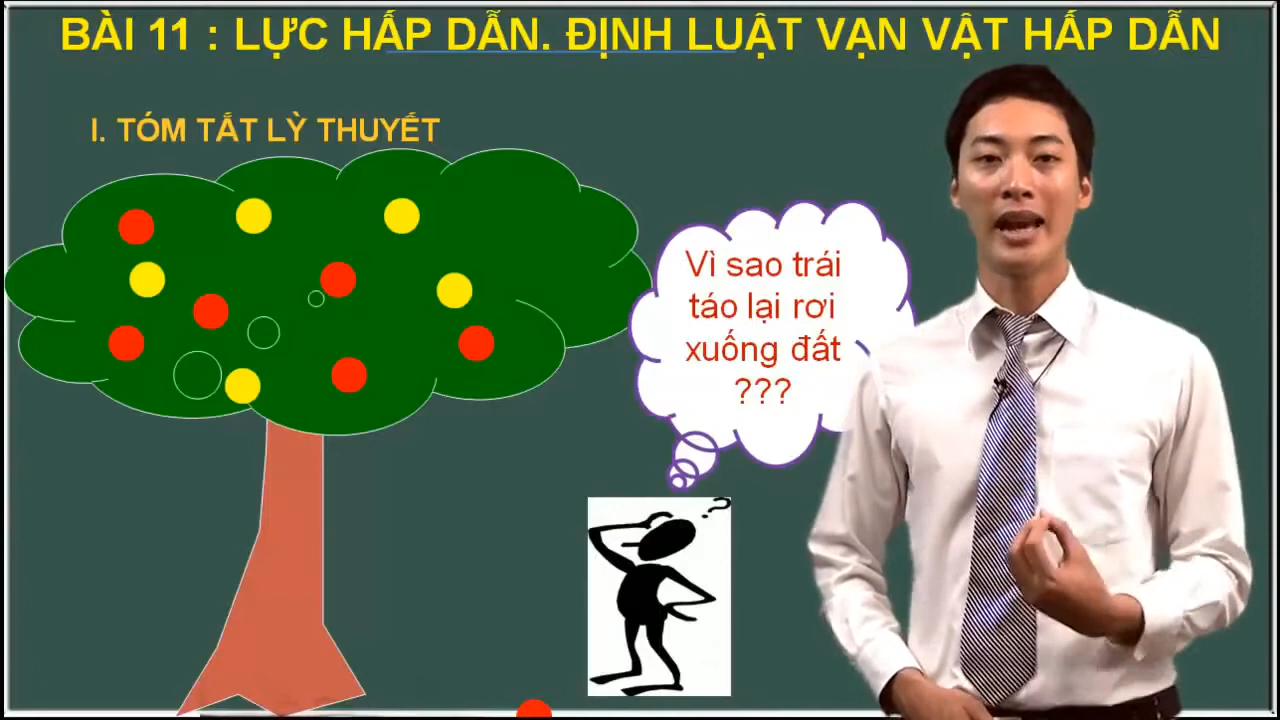 BÀI 11 : LỰC HẤP DẪN. ĐỊNH LUẬT VẠN VẬT HẤP DẪN
I. TÓM TẮT LỲ THUYẾT
Vì sao trái
táo lại rơi
xuống đất
???
?